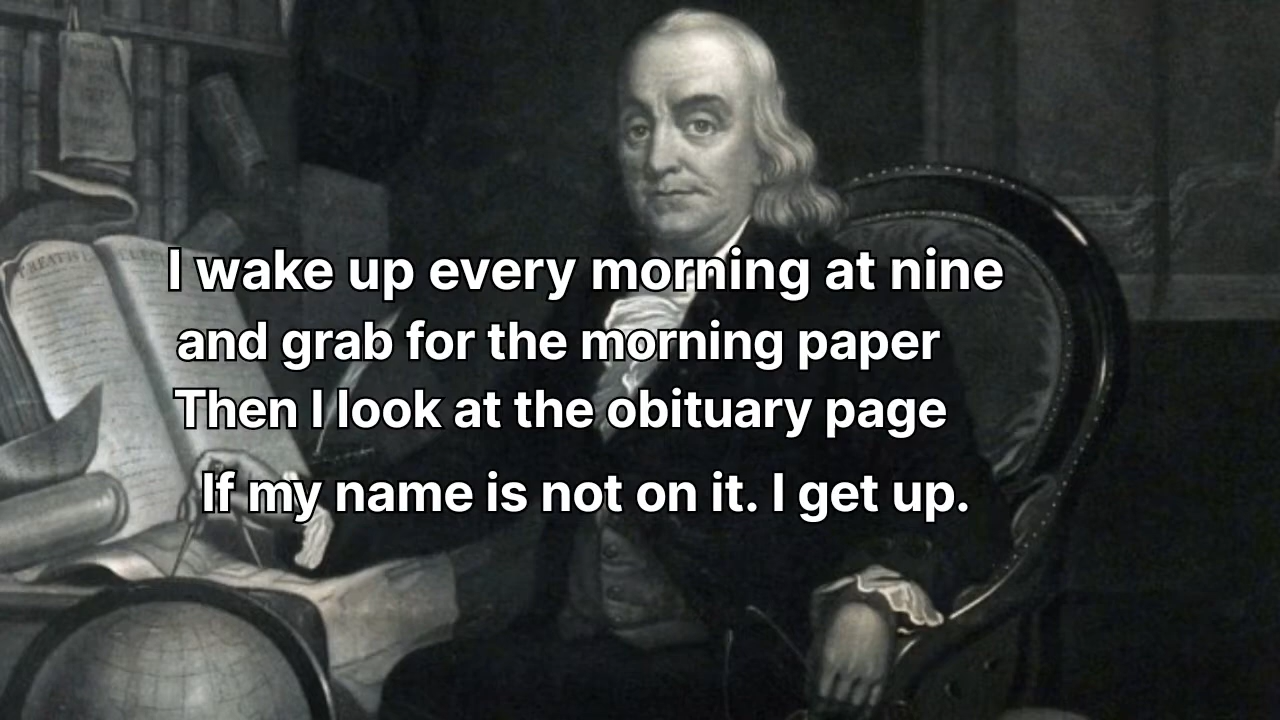 I wake up every morning at nine
and grab for the morning paper
Then I look at the obituary page
If my name is not on it. I get up.